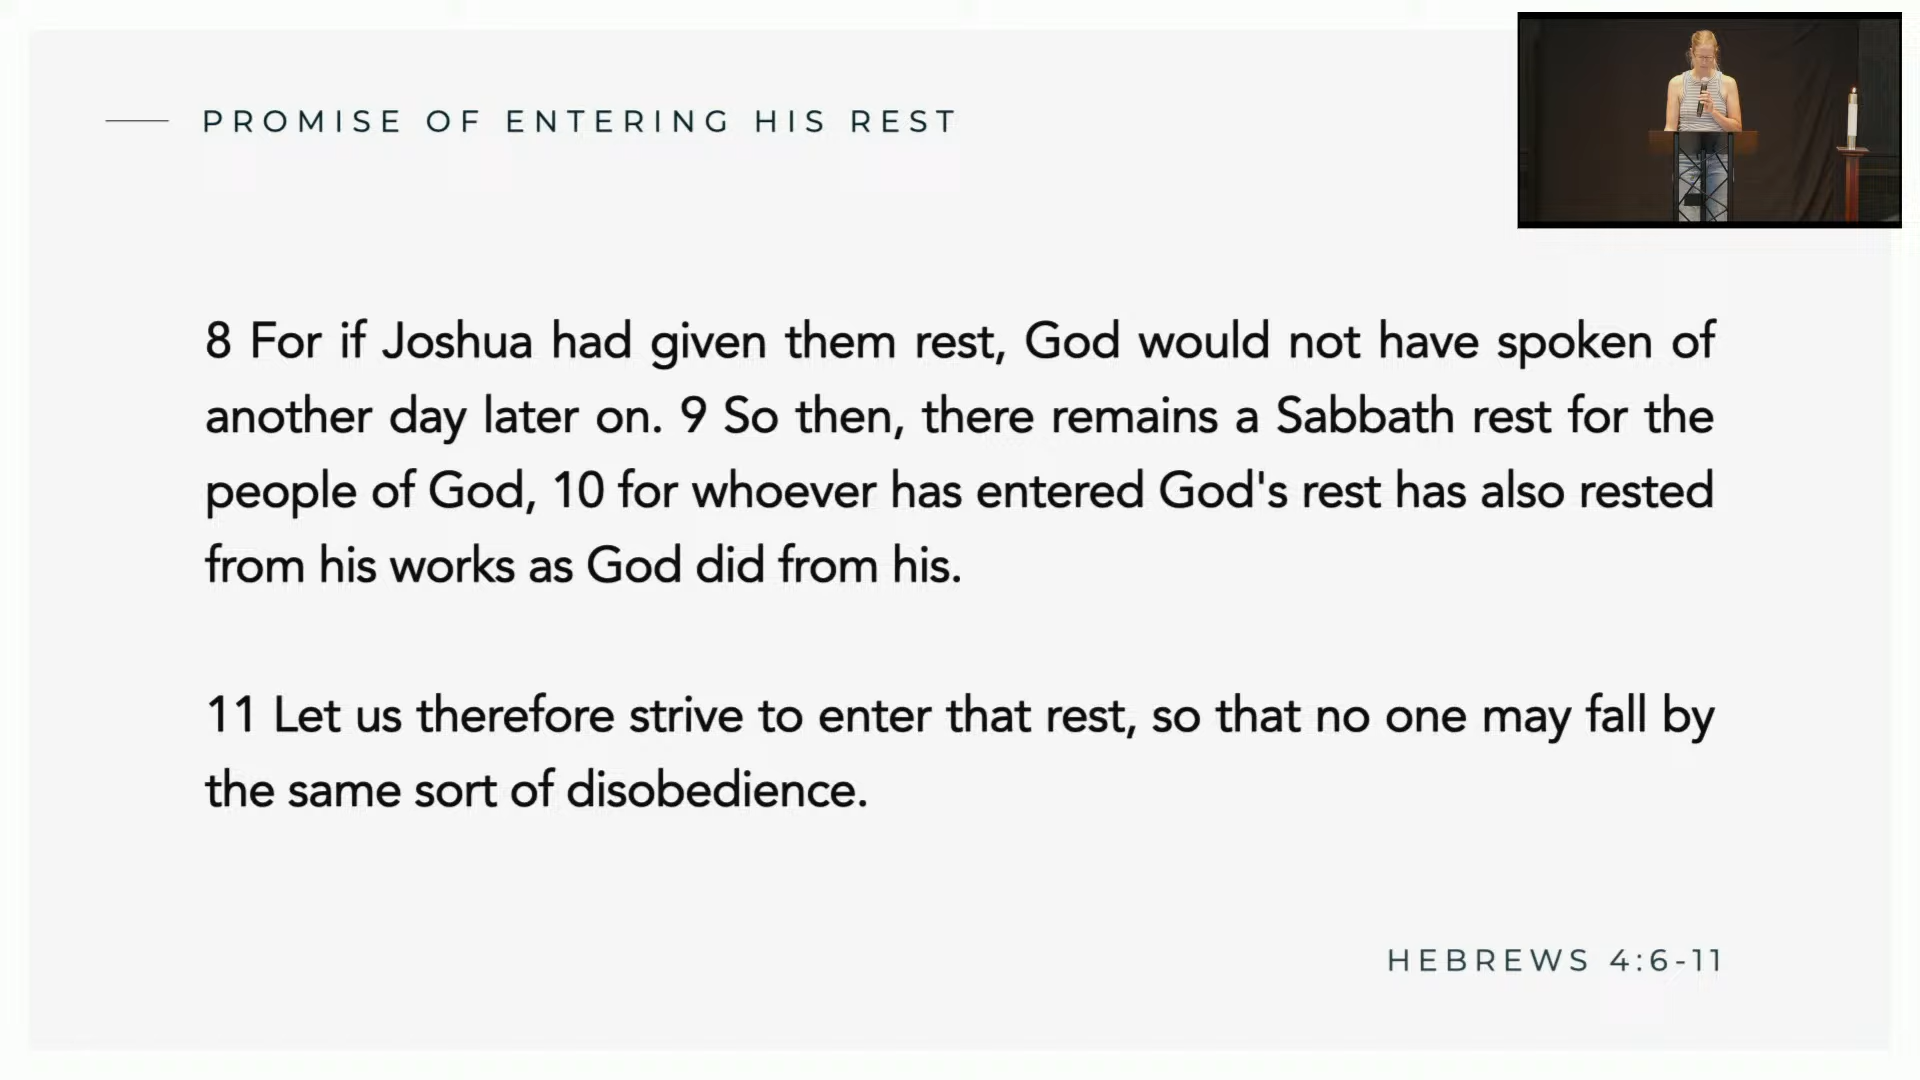 PROMISE OF ENTERING HIS REST
8 For if Joshua had given them rest, God would not have spoken of
another day later on. 9 So then, there remains a Sabbath rest for the
people of God, 10 for whoever has entered God's rest has also rested
from his works as God did from his.
11 Let us therefore strive to enter that rest, so that no one may fall by
the same sort of disobedience.
HEBREWS 4:6-11